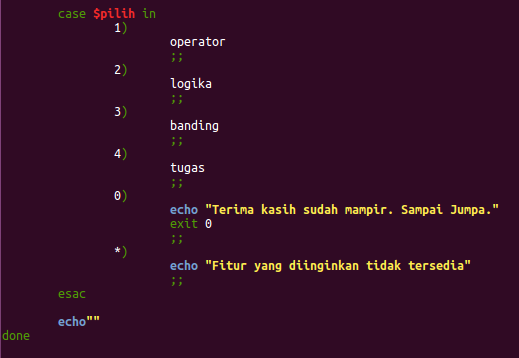 case $pilih in
1)
operator
;;
2)
logika
;;
3)
banding
;;
4)
tugas
;;
0)
echo "Terima kasih sudah mampir. Sampai Jumpa."
exit 0
;;
*)
echo "Fitur yang diinginkan tidak tersedia"
;;
esac
echo""
done